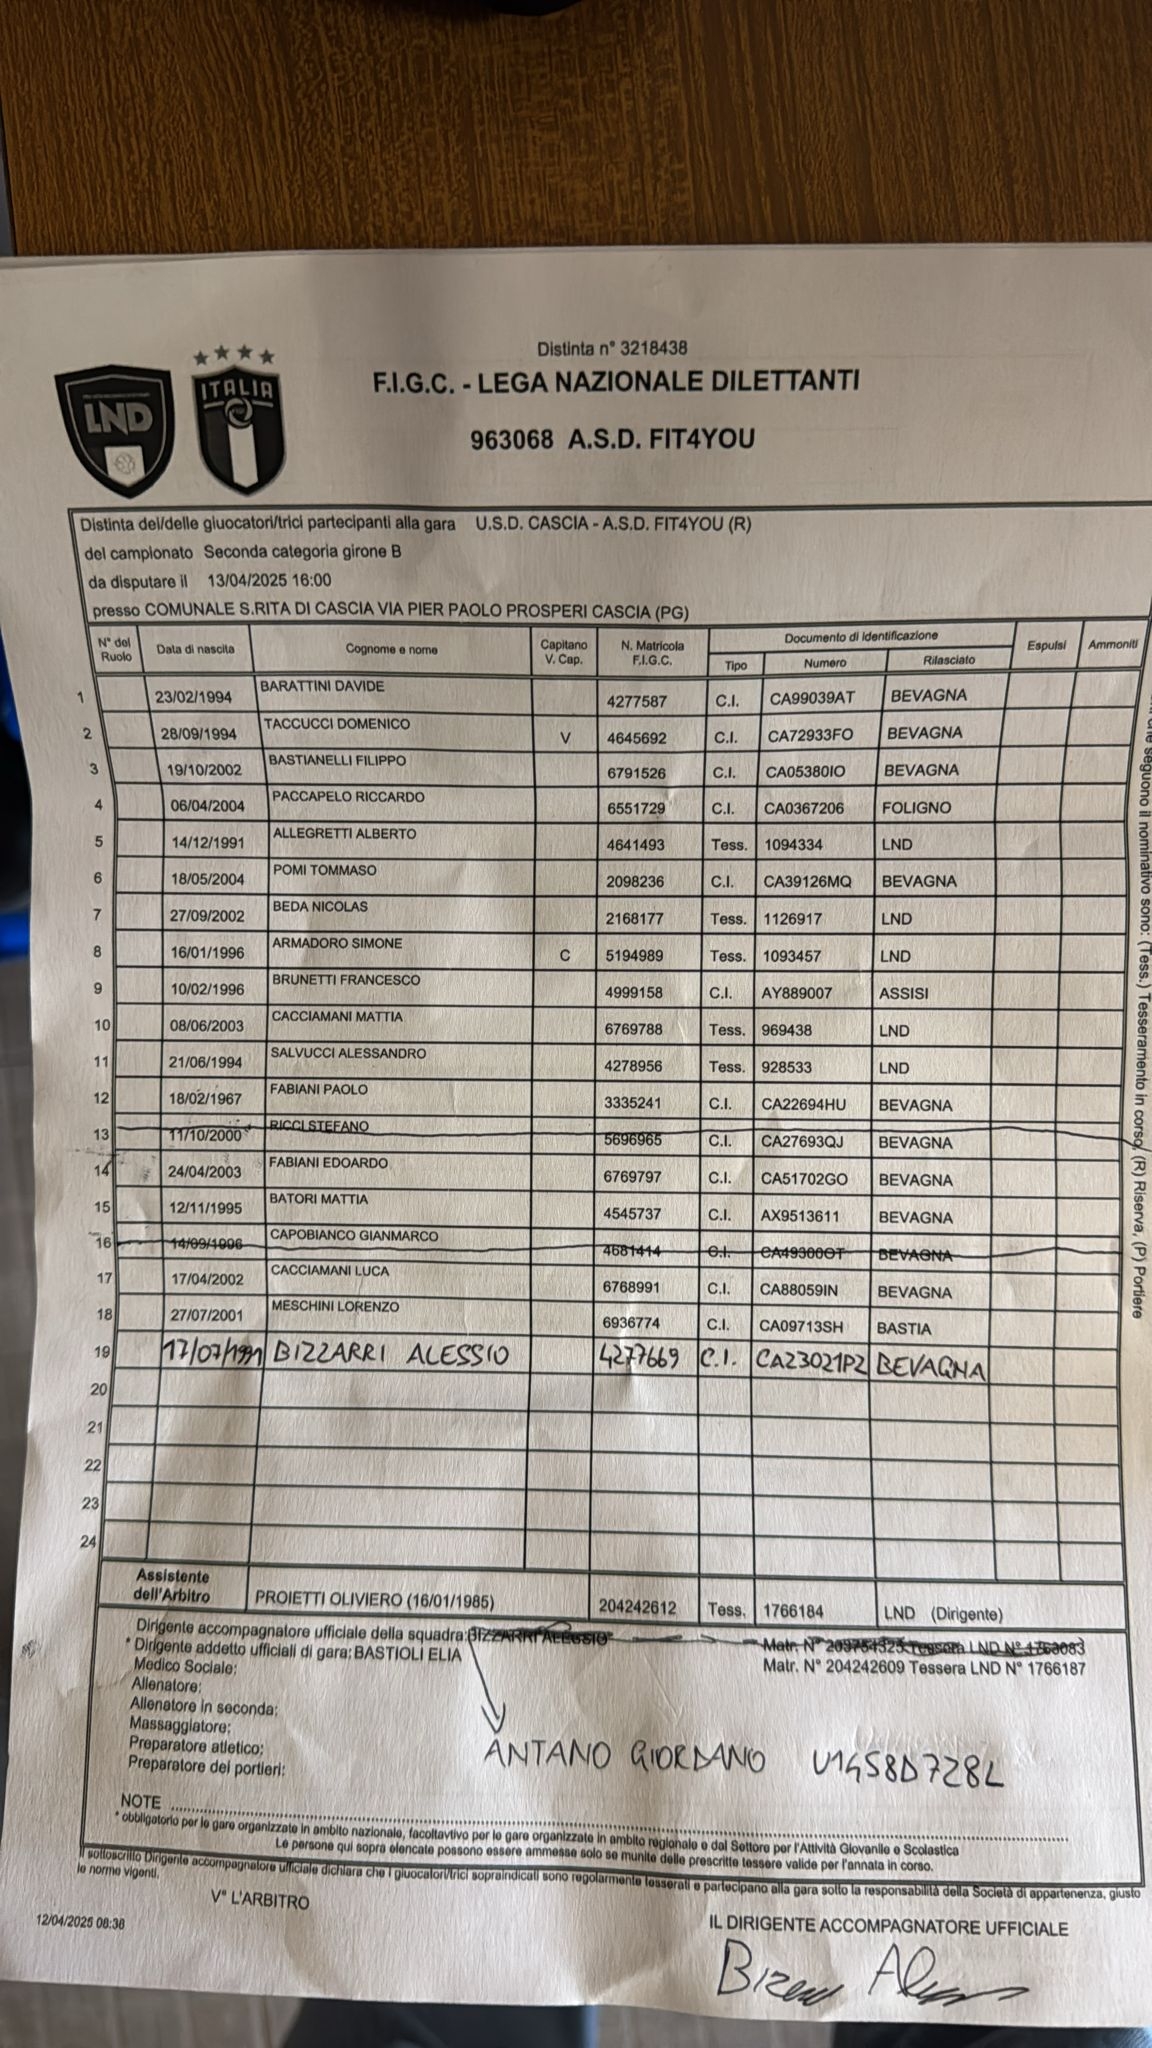 Distinta n° 3218438
LND
ITALIA
F.I.G.C. - LEGA NAZIONALE DILETTANTI
963068 A.S.D. FIT4YOU
Distinta dei/delle giuocatori/trici partecipanti alla gara U.S.D. CASCIA - A.S.D. FIT4YOU (R)
del campionato Seconda categoria girone B
da disputare il 13/04/2025 16:00
presso COMUNALE S.RITA DI CASCIA VIA PIER PAOLO PROSPERI CASCIA (PG)
N° del Ruolo Data di nascita Cognome e nome Capitano V. Cap. N. Matricola F.I.G.C. Documento di identificazione Espulsi Ammoniti
Tipo Numero Rilasciato
1 23/02/1994 BARATTINI DAVIDE 4277587 C.I. CA99039AT BEVAGNA
2 28/09/1994 TACCUCCI DOMENICO V 4645692 C.I. CA72933FO BEVAGNA
3 19/10/2002 BASTIANELLI FILIPPO 6791526 C.I. CA05380IO BEVAGNA
4 06/04/2004 PACCAPELO RICCARDO 6551729 C.I. CA0367206 FOLIGNO
5 14/12/1991 ALLEGRETTI ALBERTO 4641493 Tess. 1094334 LND
6 18/05/2004 POMI TOMMASO 2098236 C.I. CA39126MQ BEVAGNA
7 27/09/2002 BEDA NICOLAS 2168177 Tess. 1126917 LND
8 16/01/1996 ARMADORO SIMONE C 5194989 Tess. 1093457 LND
9 10/02/1996 BRUNETTI FRANCESCO 4999158 C.I. AY889007 ASSISI
10 08/06/2003 CACCIAMANI MATTIA 6769788 Tess. 969438 LND
11 21/06/1994 SALVUCCI ALESSANDRO 4278956 Tess. 928533 LND
12 18/02/1967 FABIANI PAOLO 3335241 C.I. CA22694HU BEVAGNA
13 11/10/2000 RICCI STEFANO 5696965 C.I. CA27693QJ BEVAGNA
14 24/04/2003 FABIANI EDOARDO 6769797 C.I. CA51702GO BEVAGNA
15 12/11/1995 BATORI MATTIA 4545737 C.I. AX9513611 BEVAGNA
16 14/09/1996 CAPOBIANCO GIANMARCO 4681414 C.I. CA49300OT BEVAGNA
17 17/04/2002 CACCIAMANI LUCA 6768991 C.I. CA88059IN BEVAGNA
18 27/07/2001 MESCHINI LORENZO 6936774 C.I. CA09713SH BASTIA
19 17/07/1991 BIZZARRI ALESSIO 4277669 C.I. CA23021PZ BEVAGNA
20
21
22
23
24
Assistente dell'Arbitro PROIETTI OLIVIERO (16/01/1985) 204242612 Tess. 1766184 LND (Dirigente)
Dirigente accompagnatore ufficiale della squadra: BIZZARRI ALESSIO Matr. N° 203754325 Tessera LND N° 1763083
* Dirigente addetto ufficiali di gara: BASTIOLI ELIA Matr. N° 204242609 Tessera LND N° 1766187
Medico Sociale:
Allenatore:
Allenatore in seconda:
Massaggiatore:
Preparatore atletico: ANTANO GIORDANO U1458D728L
Preparatore dei portieri:
NOTE
* obbligatorio per le gare organizzate in ambito nazionale, facoltavtivo per le gare organizzate in ambito regionale e dal Settore per l'Attività Giovanile e Scolastica
Le persone qui sopra elencate possono essere ammesse solo se munite delle prescritte tessere valide per l'annata in corso.
Il sottoscritto Dirigente accompagnatore ufficiale dichiara che i giuocatori/trici sopraindicati sono regolarmente tesserati e partecipano alla gara sotto la responsabilità della Società di appartenenza, giusto
le norme vigenti.
V° L'ARBITRO
12/04/2025 08:36
IL DIRIGENTE ACCOMPAGNATORE UFFICIALE
seguono il nominativo sono: (Tess.) Tesseramento in corso, (R) Riserva, (P) Portiere